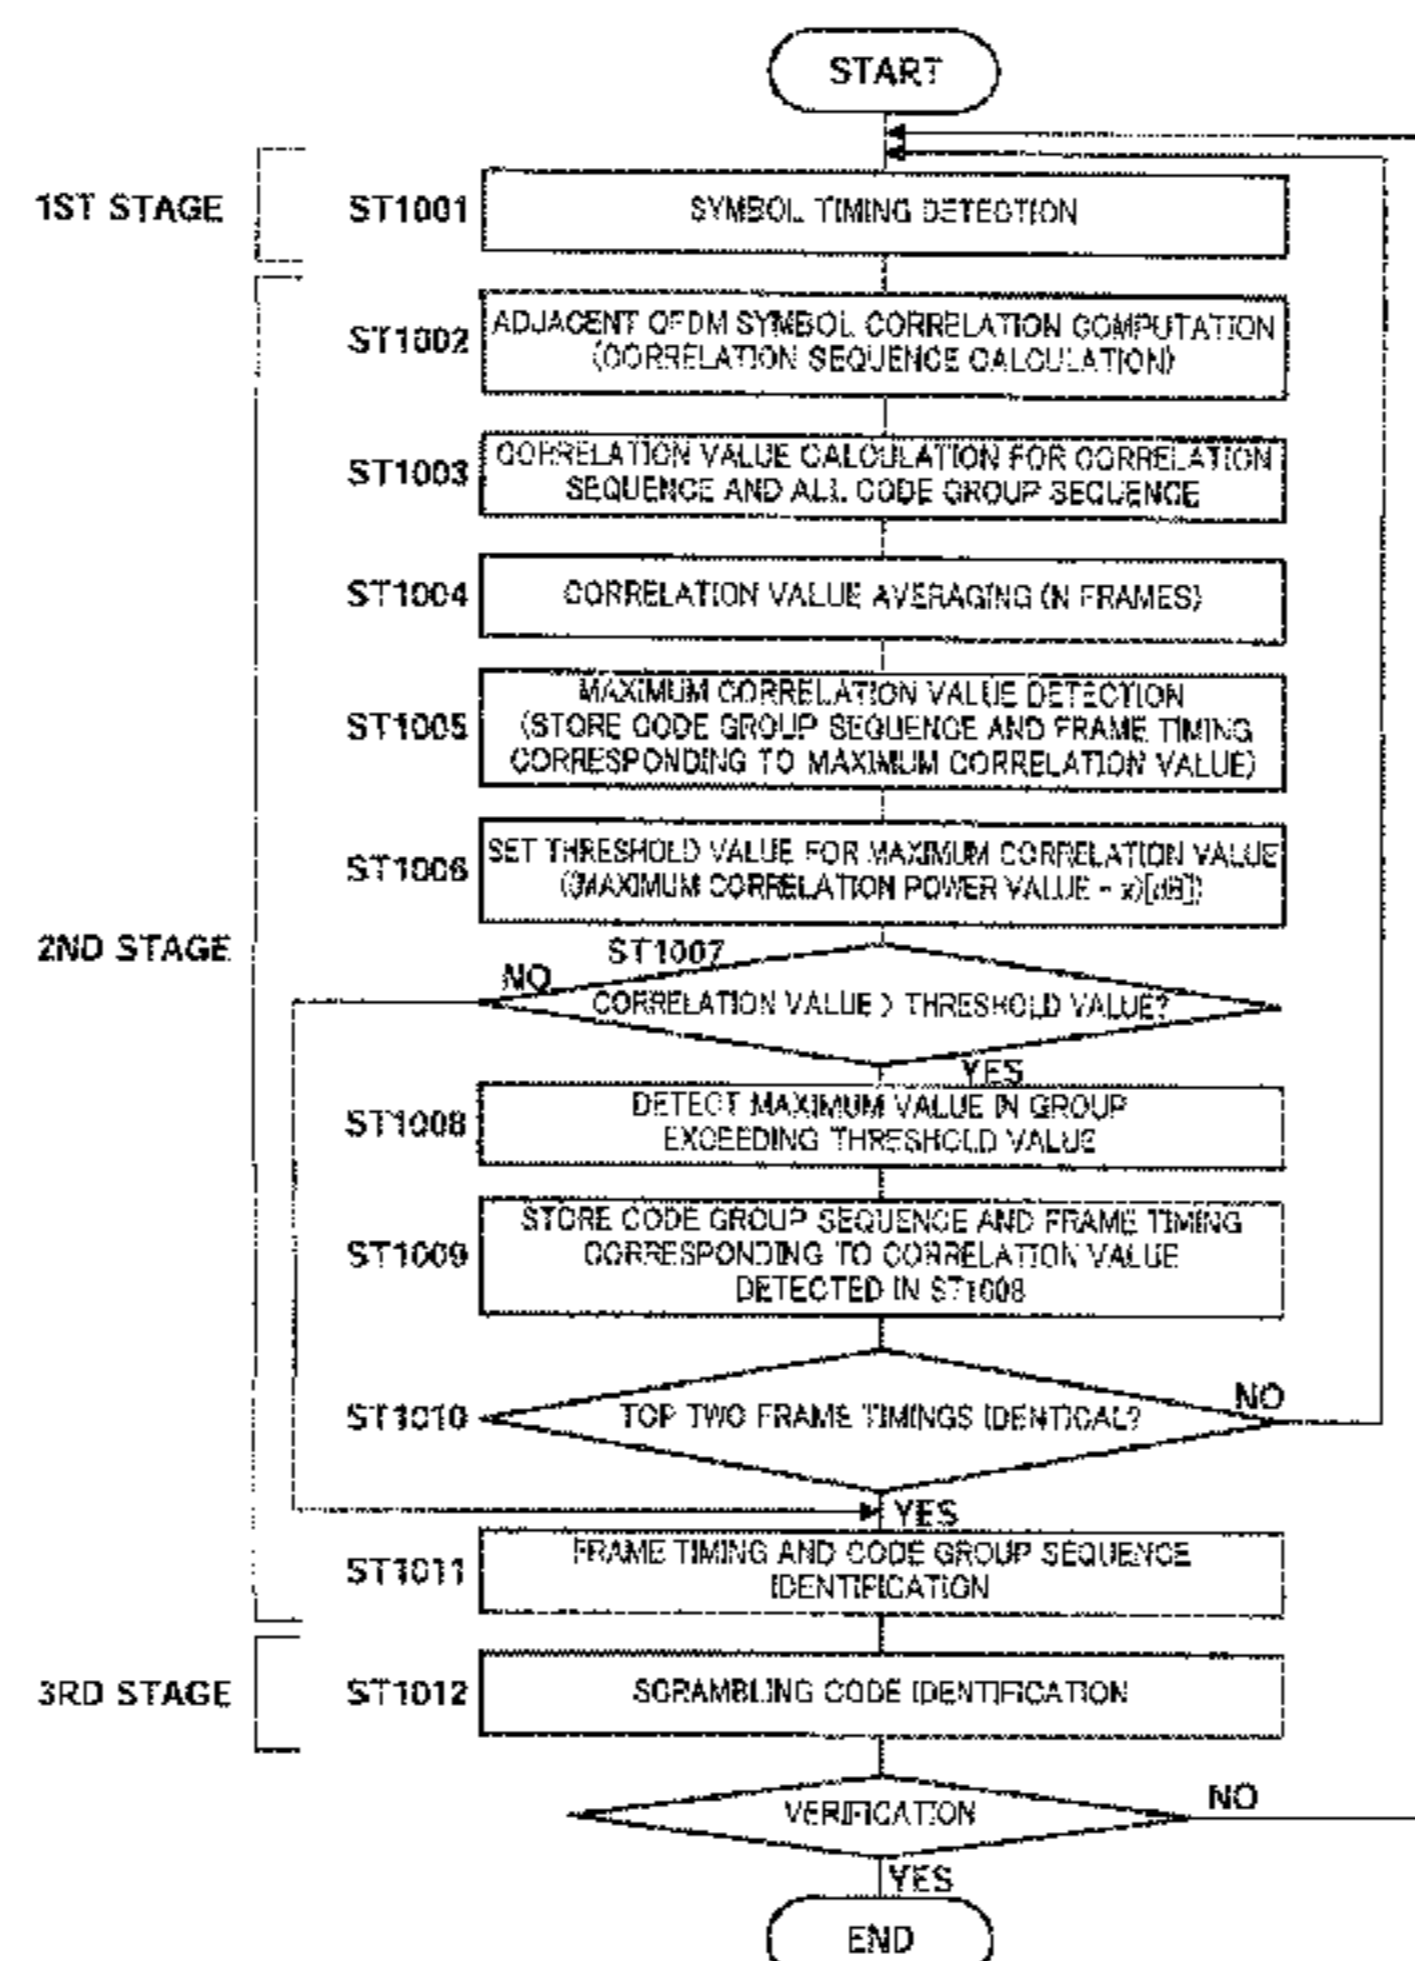 START
1ST STAGE
ST1001
SYMBOL TIMING DETECTION
ST1002
ADJACENT OFDM SYMBOL CORRELATION COMPUTATION
(CORRELATION SEQUENCE CALCULATION)
ST1003
CORRELATION VALUE CALCULATION FOR CORRELATION
SEQUENCE AND ALL CODE GROUP SEQUENCE
ST1004
CORRELATION VALUE AVERAGING (N FRAMES)
ST1005
MAXIMUM CORRELATION VALUE DETECTION
(STORE CODE GROUP SEQUENCE AND FRAME TIMING
CORRESPONDING TO MAXIMUM CORRELATION VALUE)
ST1006
SET THRESHOLD VALUE FOR MAXIMUM CORRELATION VALUE
((MAXIMUM CORRELATION POWER VALUE - x)[dB])
2ND STAGE
ST1007
NO
CORRELATION VALUE > THRESHOLD VALUE?
YES
ST1008
DETECT MAXIMUM VALUE IN GROUP
EXCEEDING THRESHOLD VALUE
ST1009
STORE CODE GROUP SEQUENCE AND FRAME TIMING
CORRESPONDING TO CORRELATION VALUE
DETECTED IN ST1008
ST1010
TOP TWO FRAME TIMINGS IDENTICAL?
NO
YES
ST1011
FRAME TIMING AND CODE GROUP SEQUENCE
IDENTIFICATION
3RD STAGE
ST1012
SCRAMBLING CODE IDENTIFICATION
VERIFICATION
NO
YES
END